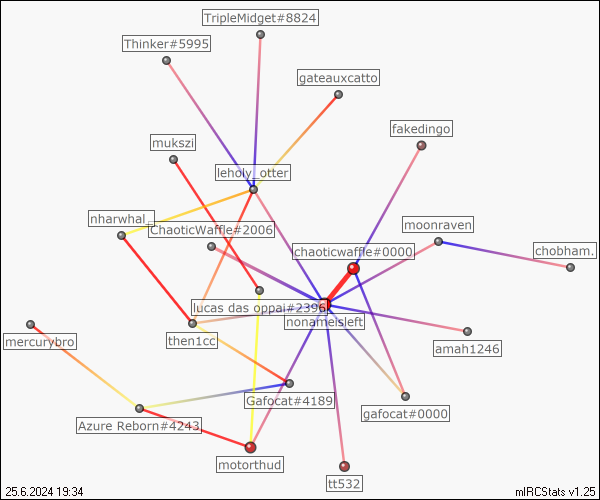 TripleMidget#8824
Thinker#5995
gateauxcatto
fakedingo
mukszi
leholy_otter
nharwhal_
ChaoticWaffle#2006
moonraven
chaoticwaffle#0000
chobham.
lucas das oppai#2396
nonameisleft
mercurybro
then1cc
amah1246
Gafocat#4189
gafocat#0000
Azure Reborn#4243
motorthud
tt532
25.6.2024 19:34
mIRCStats v1.25